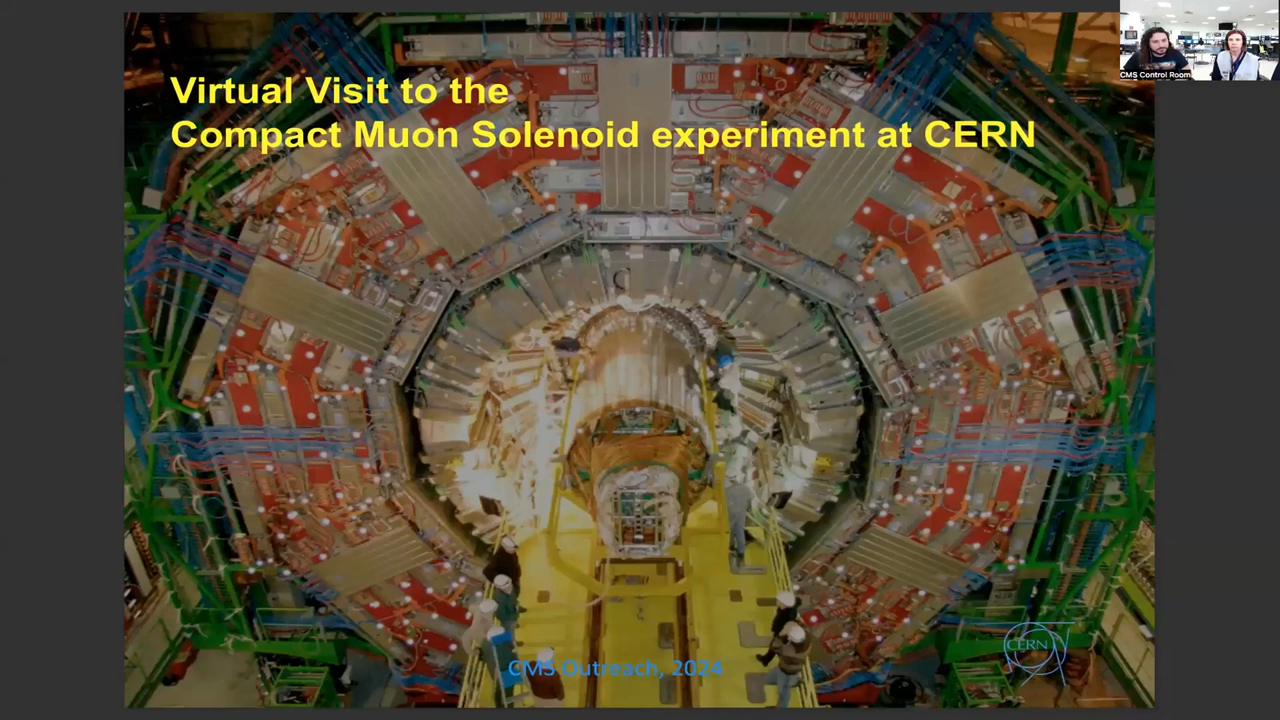 Virtual Visit to the
Compact Muon Solenoid experiment at CERN
CMS Control Room
CMS Outreach, 2024
CERN